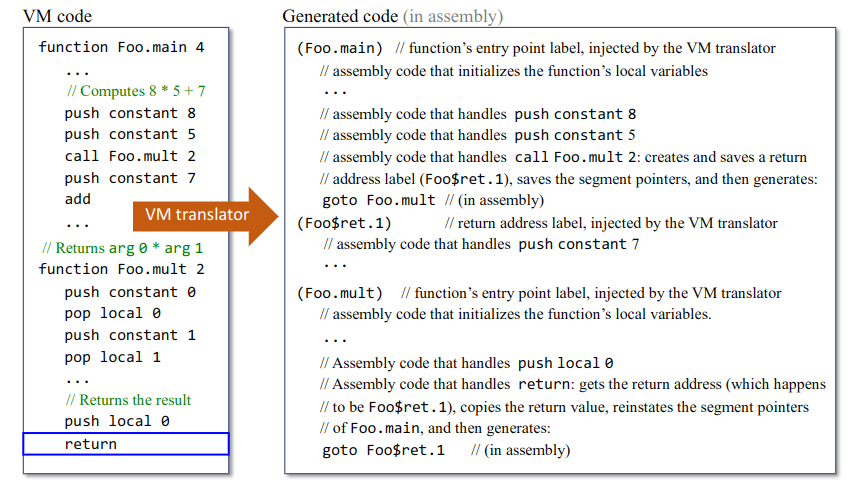 VM code
function Foo.main 4
...
// Computes 8 * 5 + 7
push constant 8
push constant 5
call Foo.mult 2
push constant 7
add
...
// Returns arg 0 * arg 1
function Foo.mult 2
push constant 0
pop local 0
push constant 1
pop local 1
...
// Returns the result
push local 0
return
VM translator
Generated code (in assembly)
(Foo.main) // function’s entry point label, injected by the VM translator
// assembly code that initializes the function’s local variables
...
// assembly code that handles push constant 8
// assembly code that handles push constant 5
// assembly code that handles call Foo.mult 2: creates and saves a return
// address label (Foo$ret.1), saves the segment pointers, and then generates:
goto Foo.mult // (in assembly)
(Foo$ret.1) // return address label, injected by the VM translator
// assembly code that handles push constant 7
...
(Foo.mult) // function’s entry point label, injected by the VM translator
// assembly code that initializes the function’s local variables.
...
// Assembly code that handles push local 0
// Assembly code that handles return: gets the return address (which happens
// to be Foo$ret.1), copies the return value, reinstates the segment pointers
// of Foo.main, and then generates:
goto Foo$ret.1 // (in assembly)